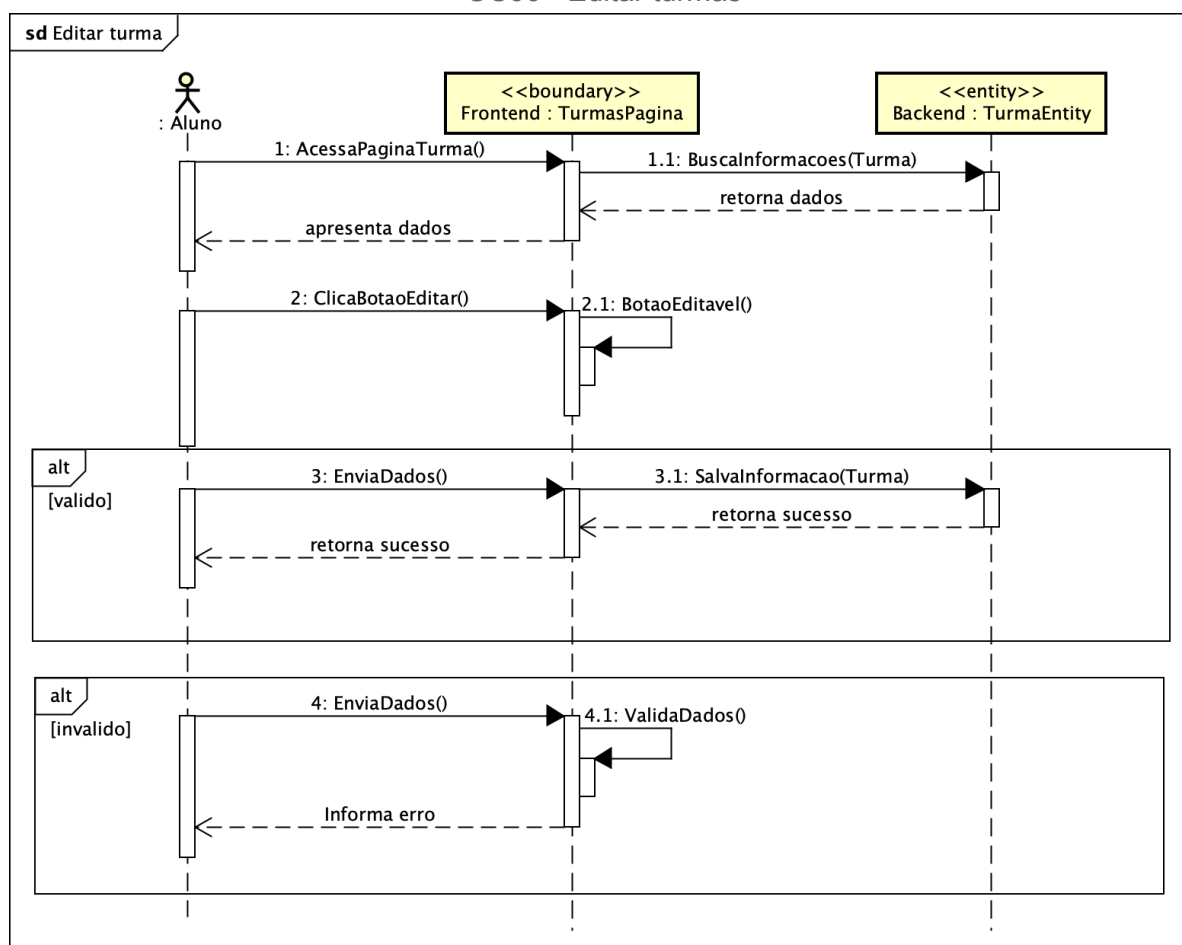 sd Editar turma
: Aluno
<<boundary>>
Frontend : TurmasPagina
<<entity>>
Backend : TurmaEntity
1: AcessaPaginaTurma()
1.1: BuscaInformacoes(Turma)
retorna dados
apresenta dados
2: ClicaBotaoEditar()
2.1: BotaoEditavel()
alt
[valido]
3: EnviaDados()
3.1: SalvaInformacao(Turma)
retorna sucesso
retorna sucesso
alt
[invalido]
4: EnviaDados()
4.1: ValidaDados()
Informa erro